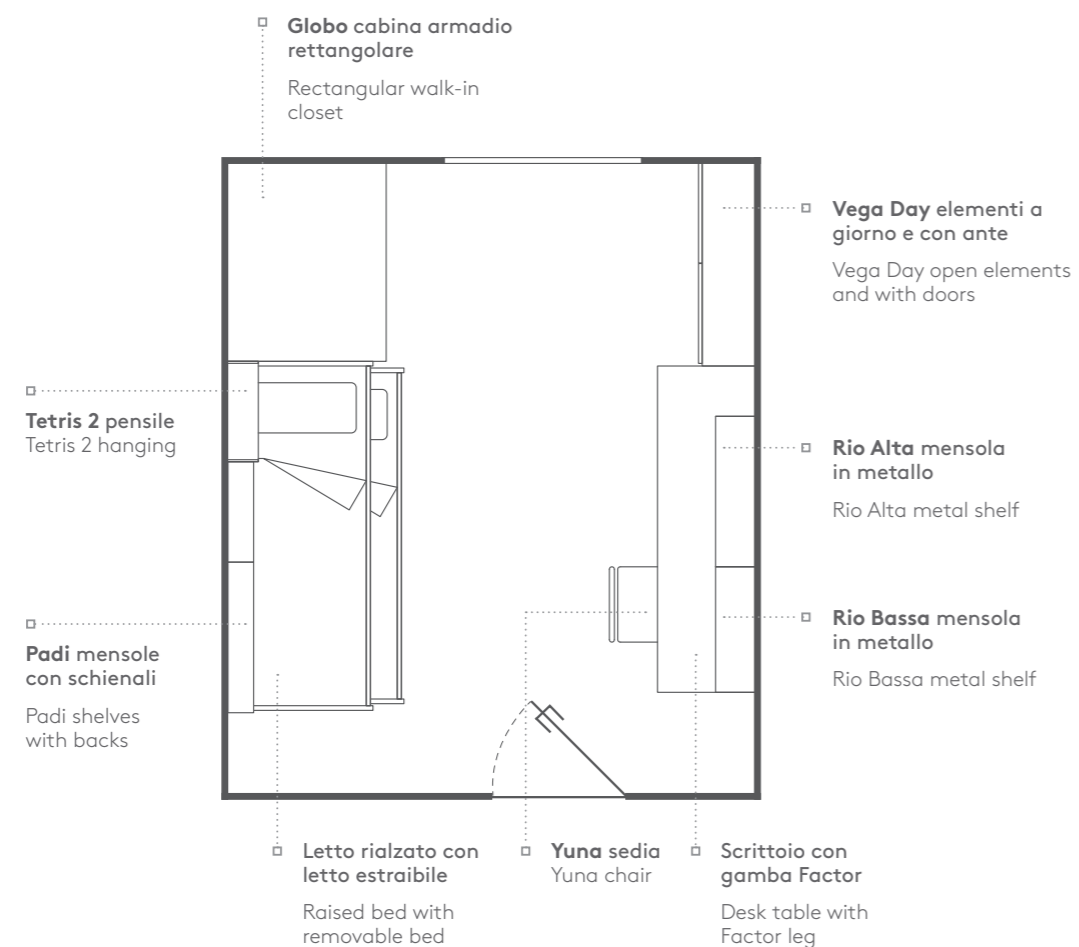 Globo cabina armadio
rettangolare
Rectangular walk-in
closet
Vega Day elementi a
giorno e con ante
Vega Day open elements
and with doors
Tetris 2 pensile
Tetris 2 hanging
Rio Alta mensola
in metallo
Rio Alta metal shelf
Padi mensole
con schienali
Padi shelves
with backs
Rio Bassa mensola
in metallo
Rio Bassa metal shelf
Letto rialzato con
letto estraibile
Raised bed with
removable bed
Yuna sedia
Yuna chair
Scrittoio con
gamba Factor
Desk table with
Factor leg